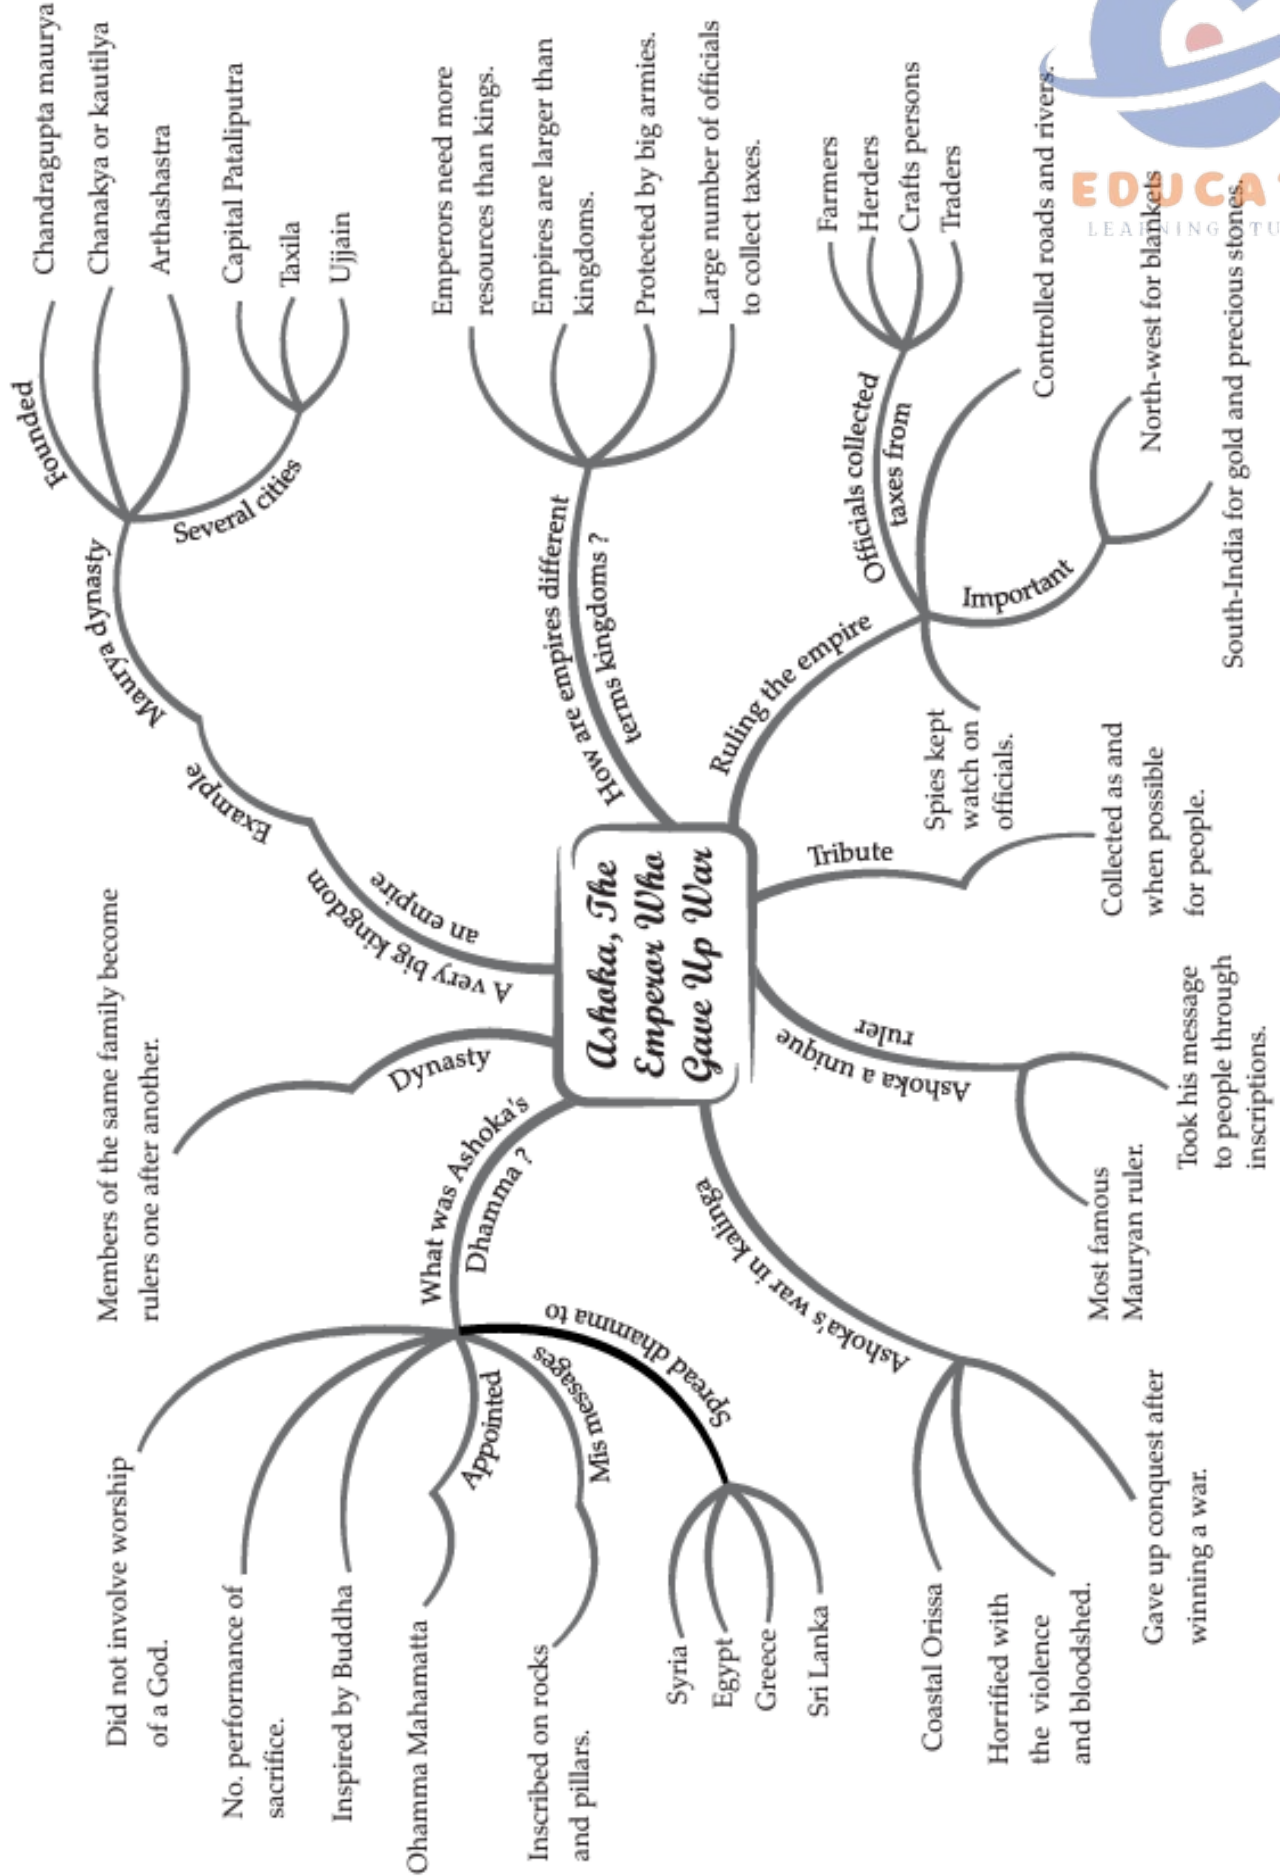 Ashoka, The
Emperor Who
Gave Up War
What was Ashoka's
Dhamma ?
Did not involve worship
of a God.
No. performance of
sacrifice.
Inspired by Buddha
Appointed
Ohamma Mahamatta
Mis messages
Inscribed on rocks
and pillars.
Spread dhamma to
Syria
Egypt
Greece
Sri Lanka
Dynasty
Members of the same family become
rulers one after another.
A very big kingdom
an empire
Example
Maurya dynasty
Founded
Chandragupta maurya
Chanakya or kautilya
Arthashastra
Several cities
Capital Pataliputra
Taxila
Ujjain
How are empires different
terms kingdoms ?
Emperors need more
resources than kings.
Empires are larger than
kingdoms.
Protected by big armies.
Large number of officials
to collect taxes.
Ruling the empire
Officials collected
taxes from
Farmers
Herders
Crafts persons
Traders
Controlled roads and rivers.
Important
North-west for blankets
South-India for gold and precious stones.
Spies kept
watch on
officials.
Tribute
Collected as and
when possible
for people.
Ashoka a unique
ruler
Took his message
to people through
inscriptions.
Most famous
Mauryan ruler.
Ashoka's war in kalinga
Coastal Orissa
Horrified with
the violence
and bloodshed.
Gave up conquest after
winning a war.
EDUCA
LEARNING